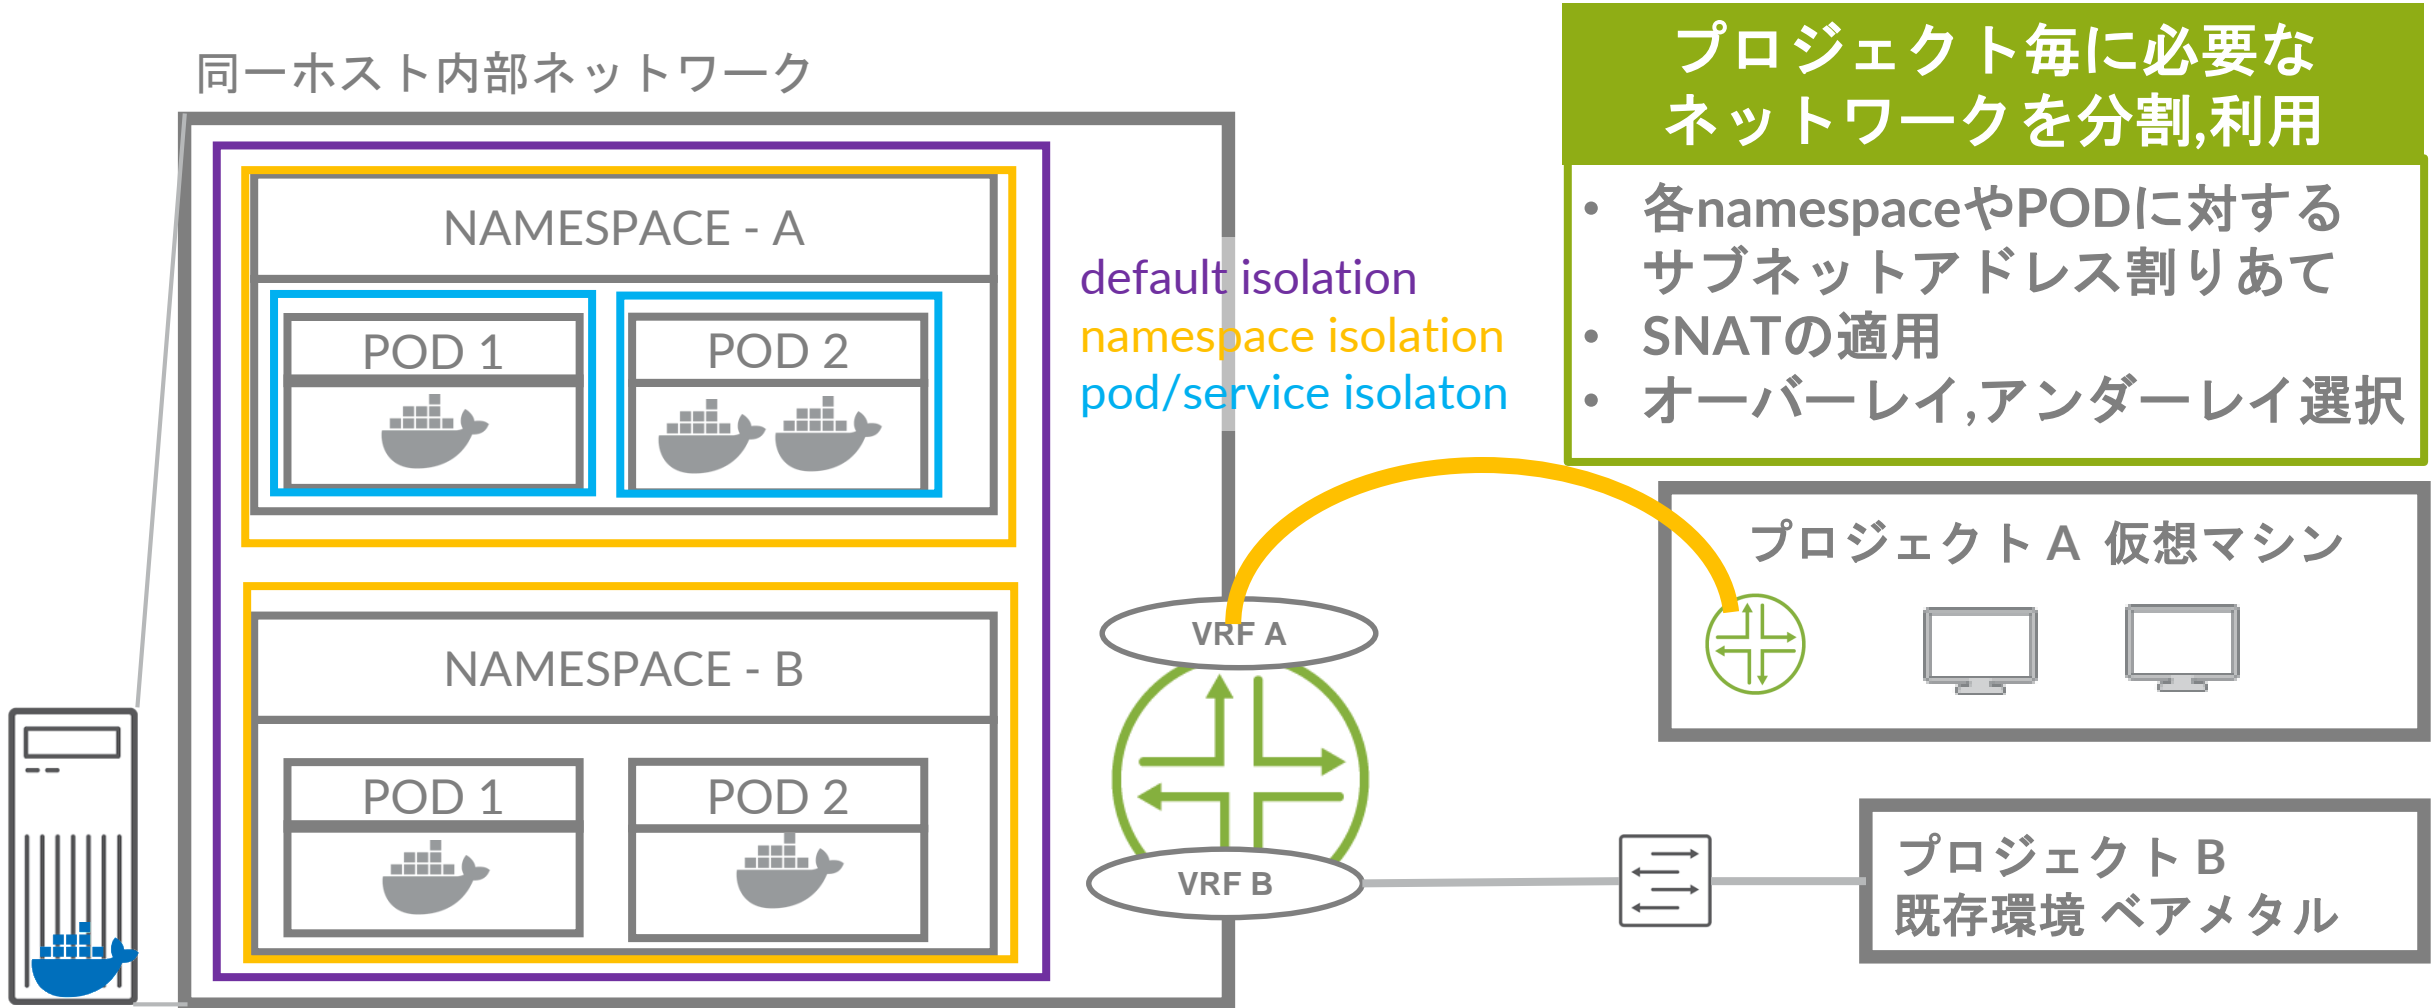 同一ホスト内部ネットワーク
NAMESPACE - A
POD 1
POD 2
NAMESPACE - B
POD 1
POD 2
default isolation
namespace isolation
pod/service isolaton
プロジェクト毎に必要な
ネットワークを分割,利用
• 各namespaceやPODに対する
サブネットアドレス割りあて
• SNATの適用
• オーバーレイ,アンダーレイ選択
VRF A
VRF B
プロジェクト A 仮想マシン
プロジェクト B
既存環境 ベアメタル